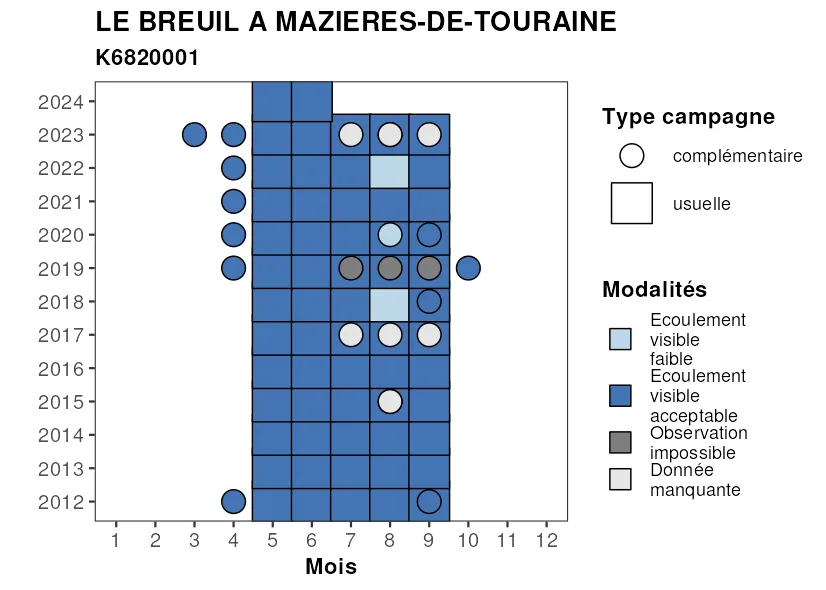 LE BREUIL A MAZIERES-DE-TOURAINE
K6820001
2024
2023
2022
2021
2020
2019
2018
2017
2016
2015
2014
2013
2012
1 2 3 4 5 6 7 8 9 10 11 12
Mois
Type campagne
complémentaire
usuelle
Modalités
Ecoulement
visible
faible
Ecoulement
visible
acceptable
Observation
impossible
Donnée
manquante